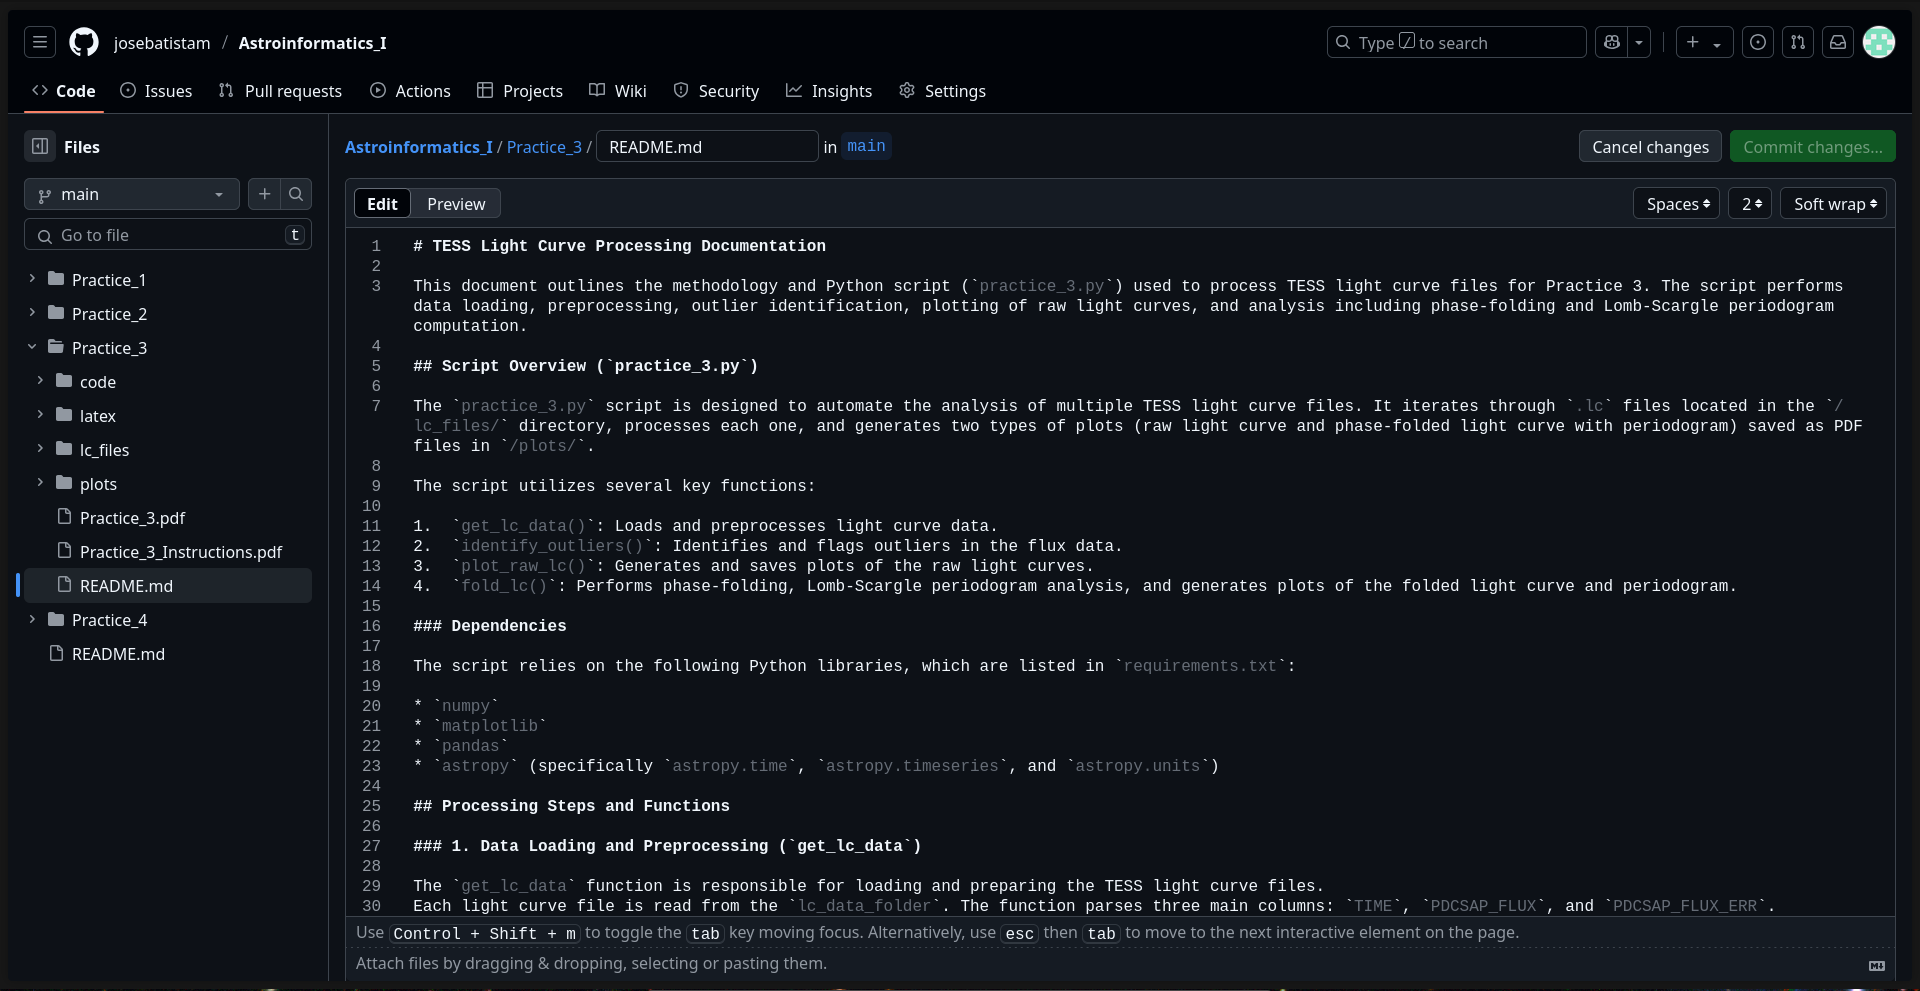 josebatistam / Astroinformatics_I
Type / to search
Code Issues Pull requests Actions Projects Wiki Security Insights Settings
Files
Astroinformatics_I / Practice_3 / README.md in main
Cancel changes Commit changes...
main
Go to file t
Practice_1
Practice_2
Practice_3
code
latex
lc_files
plots
Practice_3.pdf
Practice_3_Instructions.pdf
README.md
Practice_4
README.md
Edit Preview Spaces 2 Soft wrap
1 # TESS Light Curve Processing Documentation
2
3 This document outlines the methodology and Python script (`practice_3.py`) used to process TESS light curve files for Practice 3. The script performs
data loading, preprocessing, outlier identification, plotting of raw light curves, and analysis including phase-folding and Lomb-Scargle periodogram
computation.
4
5 ## Script Overview (`practice_3.py`)
6
7 The `practice_3.py` script is designed to automate the analysis of multiple TESS light curve files. It iterates through `.lc` files located in the `/
lc_files/` directory, processes each one, and generates two types of plots (raw light curve and phase-folded light curve with periodogram) saved as PDF
files in `/plots/`.
8
9 The script utilizes several key functions:
10
11 1.  `get_lc_data()`: Loads and preprocesses light curve data.
12 2.  `identify_outliers()`: Identifies and flags outliers in the flux data.
13 3.  `plot_raw_lc()`: Generates and saves plots of the raw light curves.
14 4.  `fold_lc()`: Performs phase-folding, Lomb-Scargle periodogram analysis, and generates plots of the folded light curve and periodogram.
15
16 ### Dependencies
17
18 The script relies on the following Python libraries, which are listed in `requirements.txt`:
19
20 * `numpy`
21 * `matplotlib`
22 * `pandas`
23 * `astropy` (specifically `astropy.time`, `astropy.timeseries`, and `astropy.units`)
24
25 ## Processing Steps and Functions
26
27 ### 1. Data Loading and Preprocessing (`get_lc_data`)
28
29 The `get_lc_data` function is responsible for loading and preparing the TESS light curve files.
30 Each light curve file is read from the `lc_data_folder`. The function parses three main columns: `TIME`, `PDCSAP_FLUX`, and `PDCSAP_FLUX_ERR`.
Use Control + Shift + m to toggle the tab key moving focus. Alternatively, use esc then tab to move to the next interactive element on the page.
Attach files by dragging & dropping, selecting or pasting them.